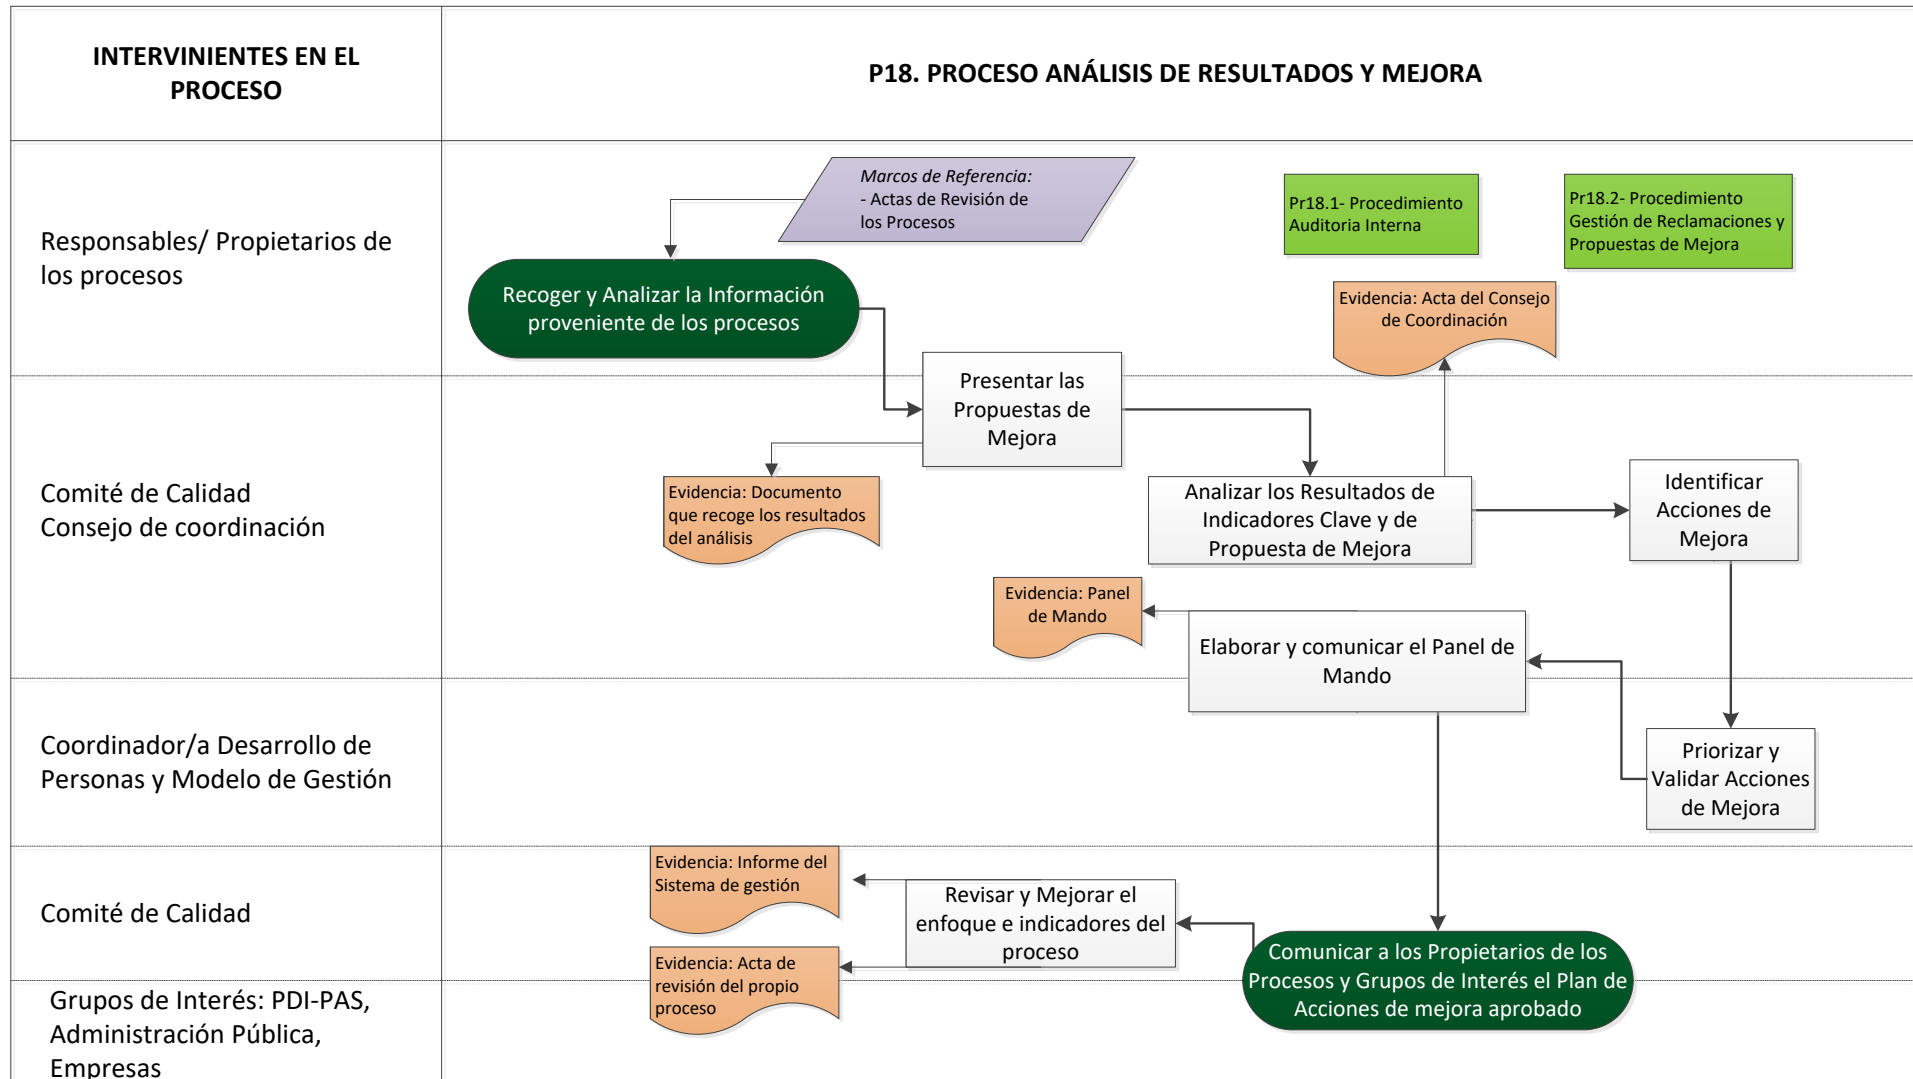 INTERVINIENTES EN EL
PROCESO
P18. PROCESO ANÁLISIS DE RESULTADOS Y MEJORA
Responsables/ Propietarios de
los procesos
Marcos de Referencia:
- Actas de Revisión de
los Procesos
Pr18.1- Procedimiento
Auditoria Interna
Pr18.2- Procedimiento
Gestión de Reclamaciones y
Propuestas de Mejora
Recoger y Analizar la Información
proveniente de los procesos
Evidencia: Acta del Consejo
de Coordinación
Presentar las
Propuestas de
Mejora
Comité de Calidad
Consejo de coordinación
Evidencia: Documento
que recoge los resultados
del análisis
Analizar los Resultados de
Indicadores Clave y de
Propuesta de Mejora
Identificar
Acciones de
Mejora
Evidencia: Panel
de Mando
Elaborar y comunicar el Panel de
Mando
Coordinador/a Desarrollo de
Personas y Modelo de Gestión
Priorizar y
Validar Acciones
de Mejora
Comité de Calidad
Evidencia: Informe del
Sistema de gestión
Revisar y Mejorar el
enfoque e indicadores del
proceso
Evidencia: Acta de
revisión del propio
proceso
Comunicar a los Propietarios de los
Procesos y Grupos de Interés el Plan de
Acciones de mejora aprobado
Grupos de Interés: PDI-PAS,
Administración Pública,
Empresas